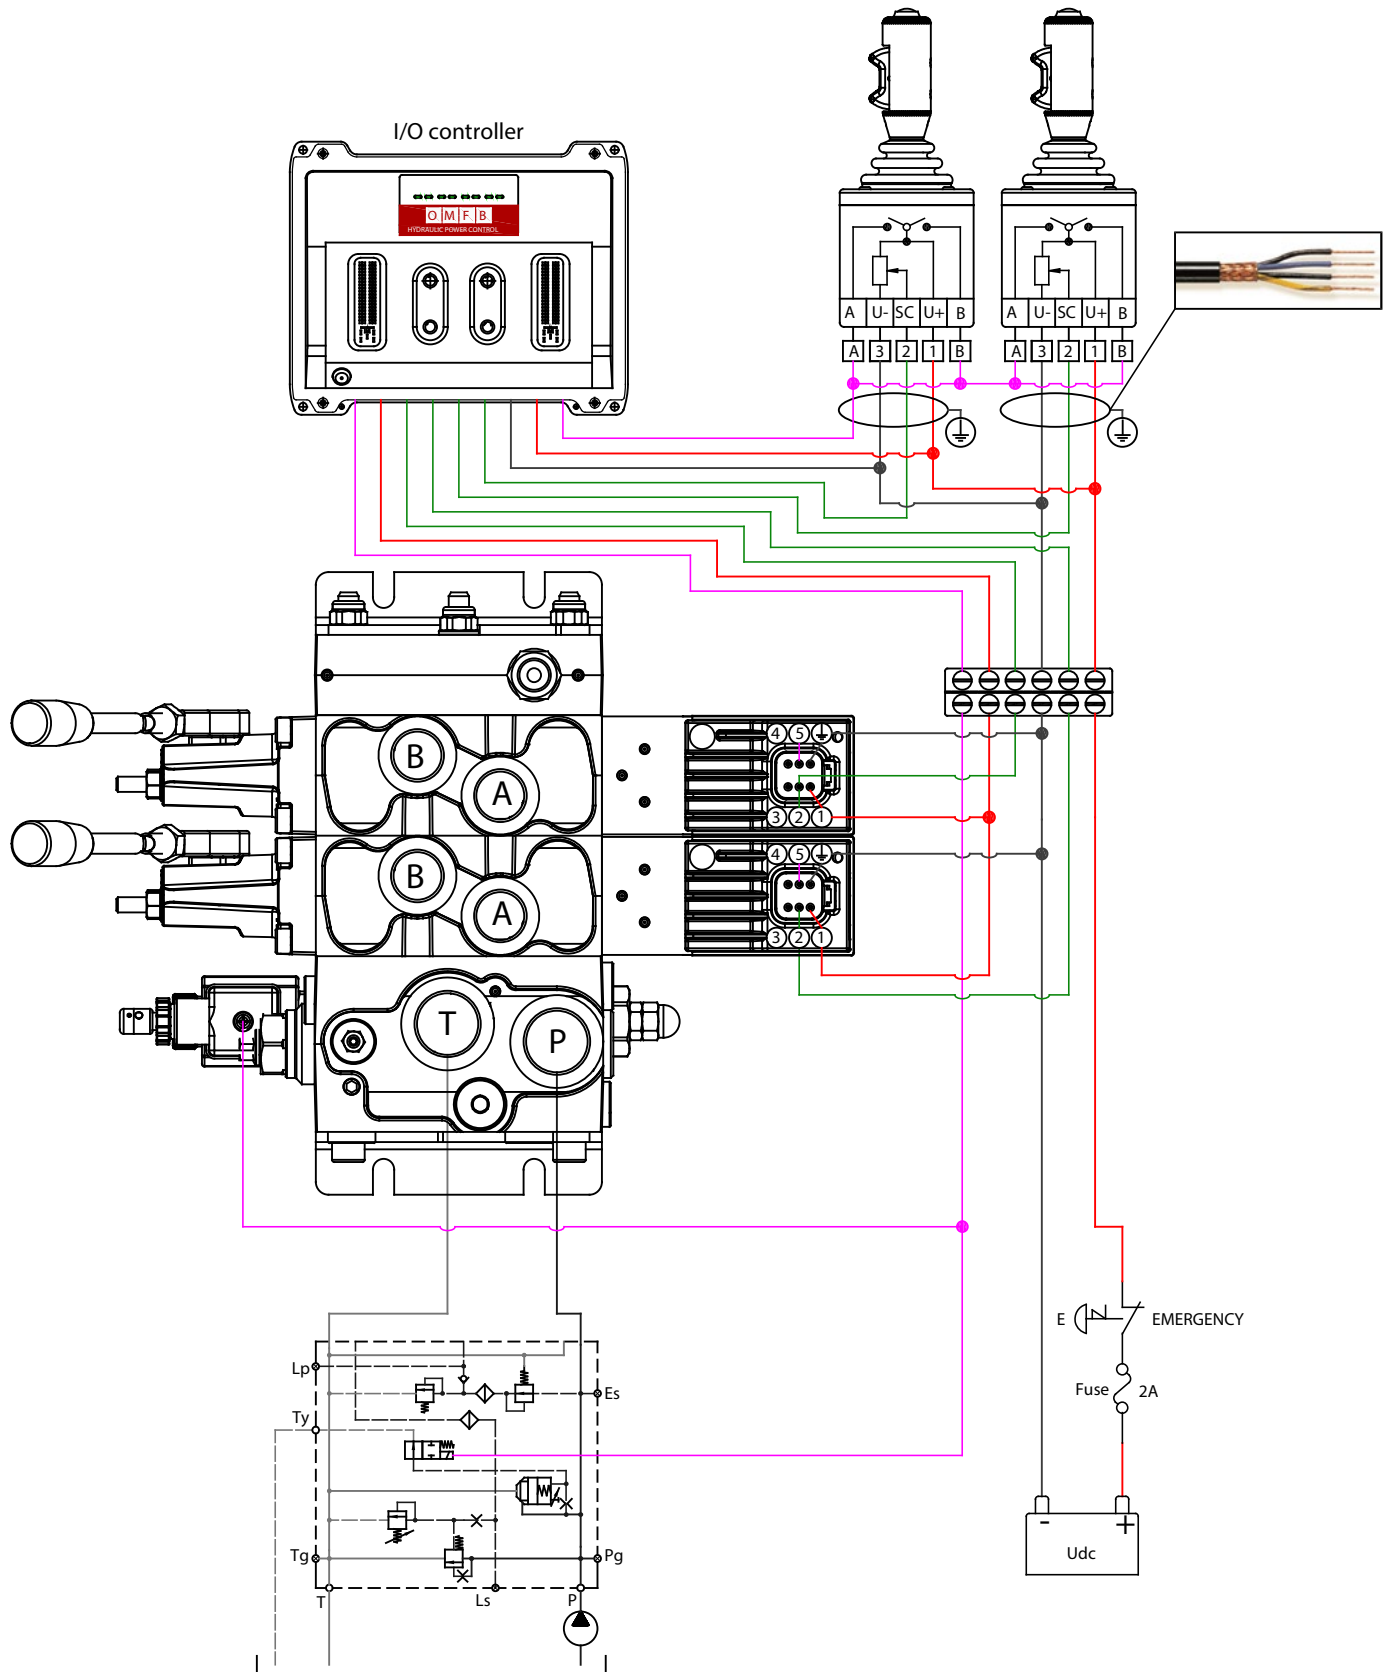 I/O controller
O M F B
HYDRAULIC POWER CONTROL
A U- SC U+ B
A U- SC U+ B
A 3 2 1 B
A 3 2 1 B
B
A
4 5
3 2 1
B
A
4 5
3 2 1
T
P
E
EMERGENCY
Fuse
2A
Lp
Es
Ty
Tg
Pg
T
Ls
P
- +
Udc